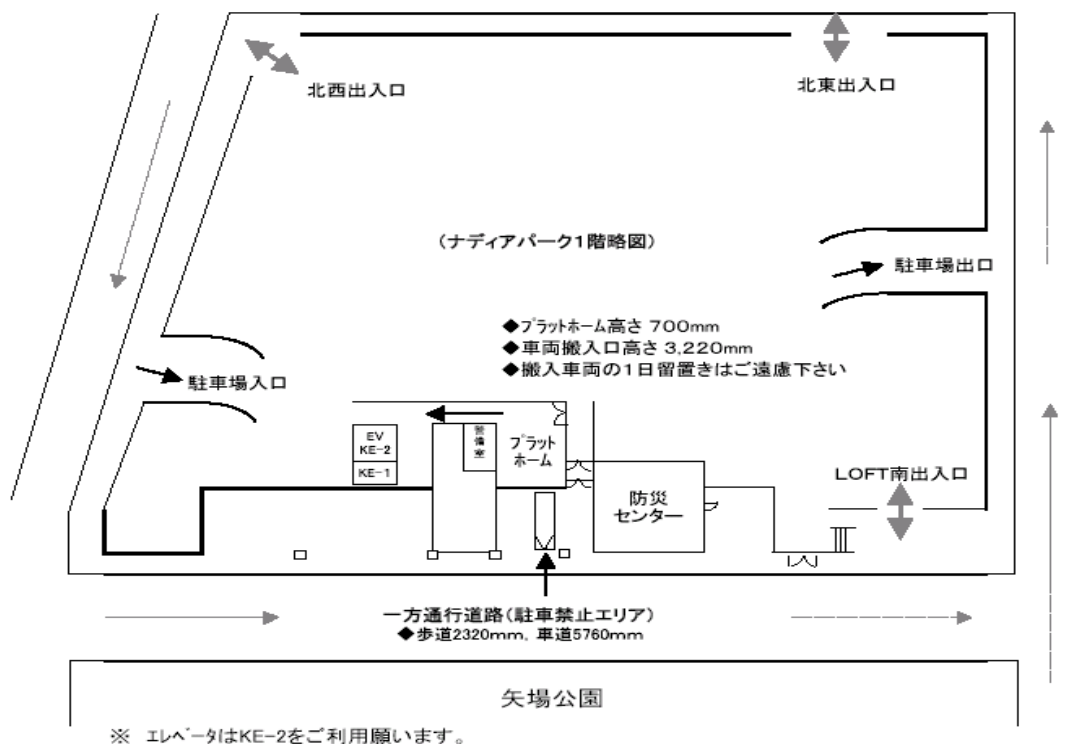 北西出入口
北東出入口
(ナディアパーク1階略図)
駐車場出口
◆プラットホーム高さ 700mm
◆車両搬入口高さ 3,220mm
◆搬入車両の1日留置きはご遠慮下さい
駐車場入口
EV
KE-2
KE-1
警備室
プラット
ホーム
防災
センター
LOFT南出入口
一方通行道路(駐車禁止エリア)
◆歩道2320mm, 車道5760mm
矢場公園
※ エレベータはKE-2をご利用願います。